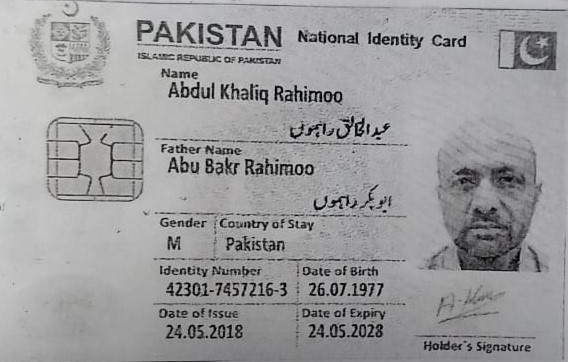 PAKISTAN National Identity Card
ISLAMIC REPUBLIC OF PAKISTAN
Name
Abdul Khaliq Rahimoo
عبدالخالق راہموں
Father Name
Abu Bakr Rahimoo
ابوبکر راہموں
Gender Country of Stay
M Pakistan
Identity Number Date of Birth
42301-7457216-3 26.07.1977
Date of Issue Date of Expiry
24.05.2018 24.05.2028
Holder's Signature